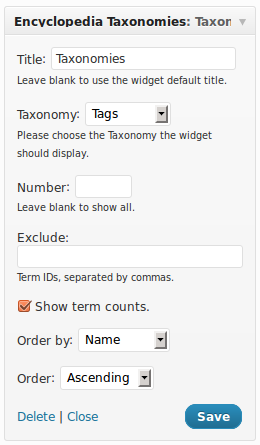 Encyclopedia Taxonomies: Taxon
Title: Taxonomies
Leave blank to use the widget default title.
Taxonomy: Tags
Please choose the Taxonomy the widget
should display.
Number:
Leave blank to show all.
Exclude:
Term IDs, separated by commas.
Show term counts.
Order by: Name
Order: Ascending
Delete | Close
Save